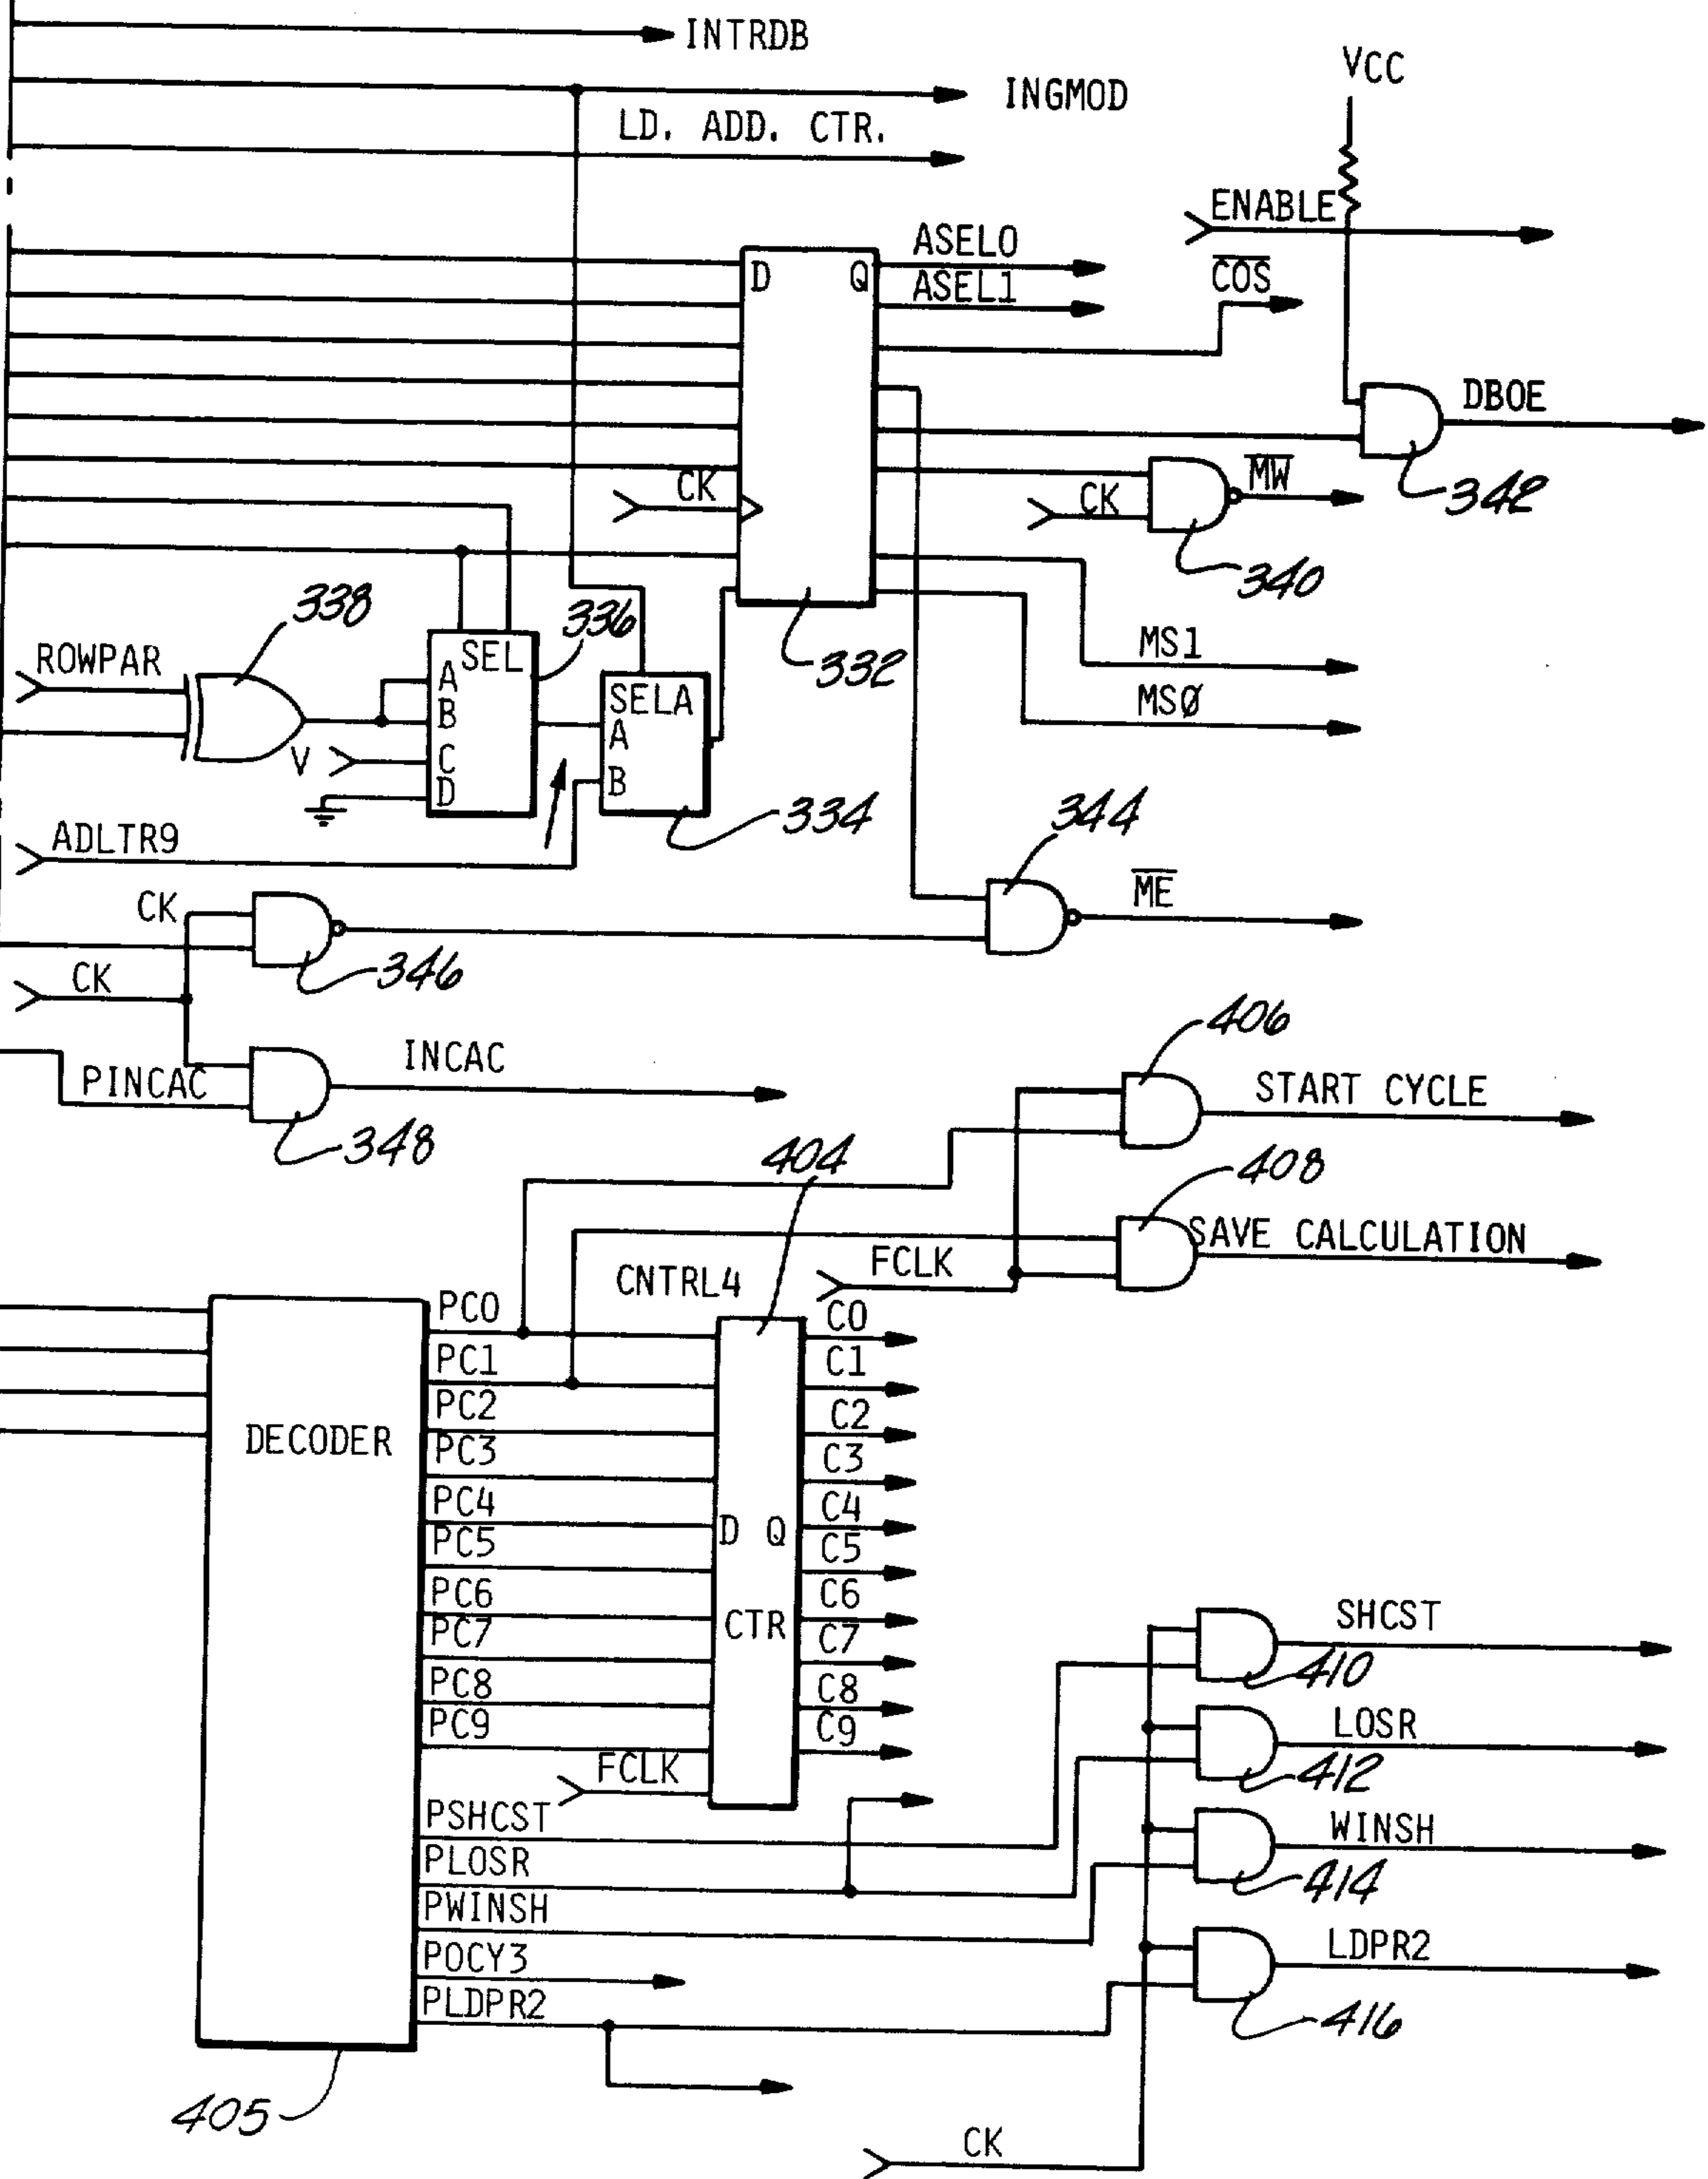 INTRDB
INGMOD
LD. ADD. CTR.
VCC
ENABLE
ASEL0
D Q
ASEL1
C̅O̅S̅
DBOE
342
CK
CK
M̅W̅
340
338
336
332
ROWPAR
SEL
A
B
V
C
D
SELA
A
B
334
MS1
MSØ
ADLTR9
344
M̅E̅
CK
346
CK
PINCAC
INCAC
348
406
START CYCLE
404
408
SAVE CALCULATION
FCLK
CNTRL4
DECODER
PC0
C0
PC1
C1
PC2
C2
PC3
C3
PC4
C4
D Q
PC5
C5
PC6
C6
CTR
PC7
C7
PC8
C8
PC9
C9
FCLK
SHCST
410
LOSR
412
PSHCST
WINSH
PLOSR
414
PWINSH
LDPR2
POCY3
PLDPR2
416
405
CK